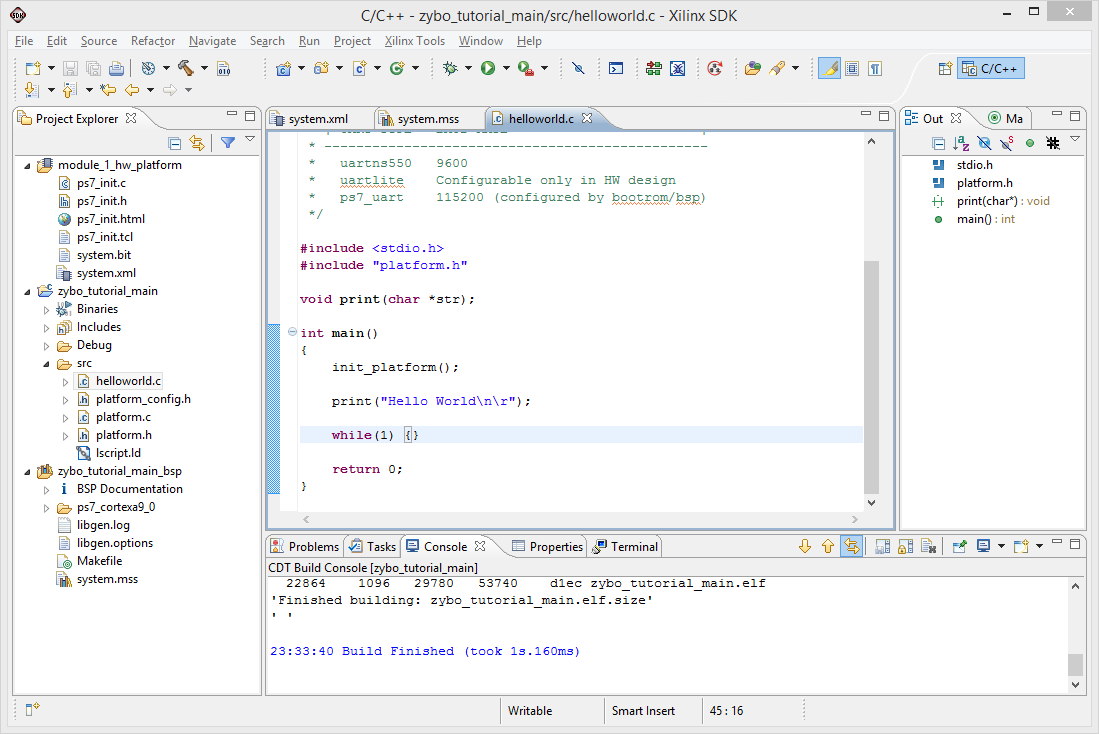 C/C++ - zybo_tutorial_main/src/helloworld.c - Xilinx SDK
File Edit Source Refactor Navigate Search Run Project Xilinx Tools Window Help
C/C++
Project Explorer
module_1_hw_platform
ps7_init.c
ps7_init.h
ps7_init.html
ps7_init.tcl
system.bit
system.xml
zybo_tutorial_main
Binaries
Includes
Debug
src
helloworld.c
platform_config.h
platform.c
platform.h
lscript.ld
zybo_tutorial_main_bsp
BSP Documentation
ps7_cortexa9_0
libgen.log
libgen.options
Makefile
system.mss
system.xml system.mss helloworld.c
* ------------------------------------------------
*   uartns550   9600
*   uartlite    Configurable only in HW design
*   ps7_uart    115200 (configured by bootrom/bsp)
*/
#include <stdio.h>
#include "platform.h"
void print(char *str);
int main()
{
init_platform();
print("Hello World\n\r");
while(1) {}
return 0;
}
Out Ma
stdio.h
platform.h
print(char*) : void
main() : int
Problems Tasks Console Properties Terminal
CDT Build Console [zybo_tutorial_main]
22864    1096   29780   53740    d1ec zybo_tutorial_main.elf
'Finished building: zybo_tutorial_main.elf.size'
' '
23:33:40 Build Finished (took 1s.160ms)
Writable Smart Insert 45 : 16